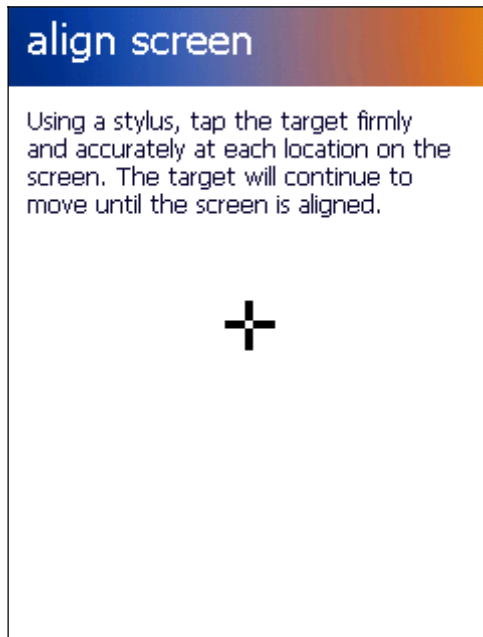 align screen
Using a stylus, tap the target firmly
and accurately at each location on the
screen. The target will continue to
move until the screen is aligned.